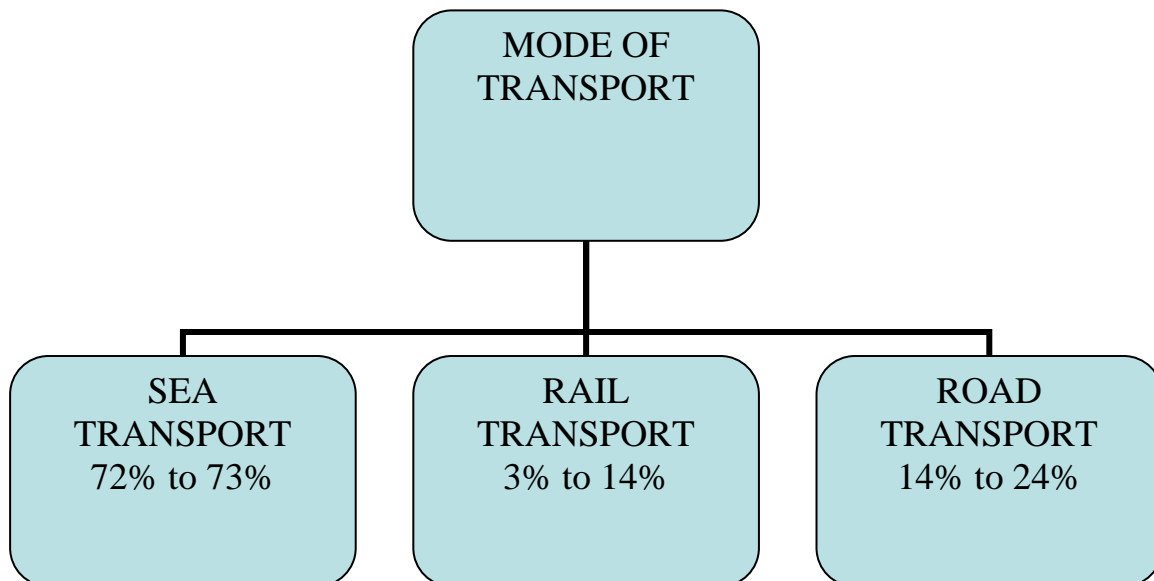 MODE OF
TRANSPORT
SEA
TRANSPORT
72% to 73%
RAIL
TRANSPORT
3% to 14%
ROAD
TRANSPORT
14% to 24%